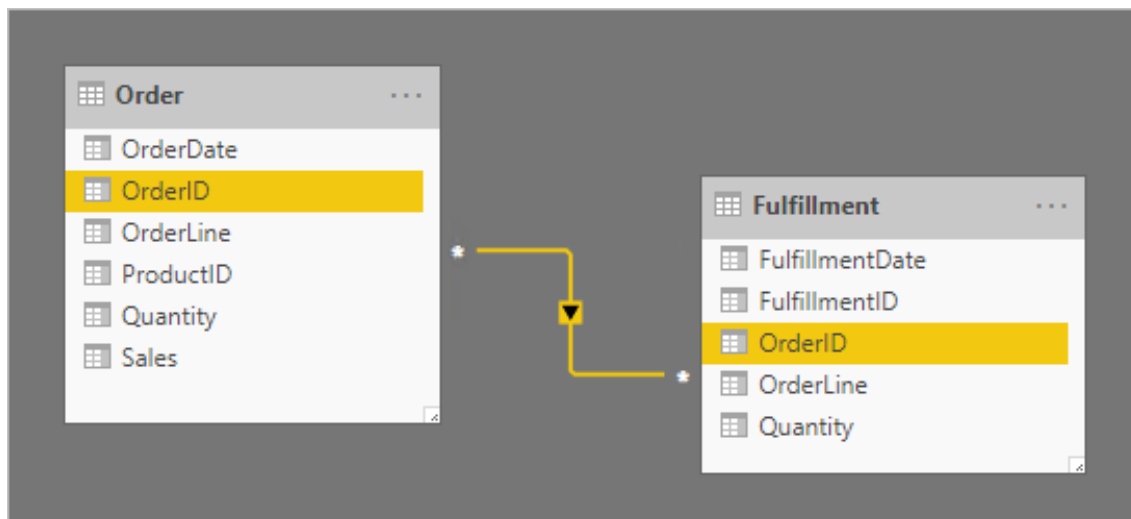 Order
OrderDate
OrderID
OrderLine
ProductID
Quantity
Sales
*
*
Fulfillment
FulfillmentDate
FulfillmentID
OrderID
OrderLine
Quantity